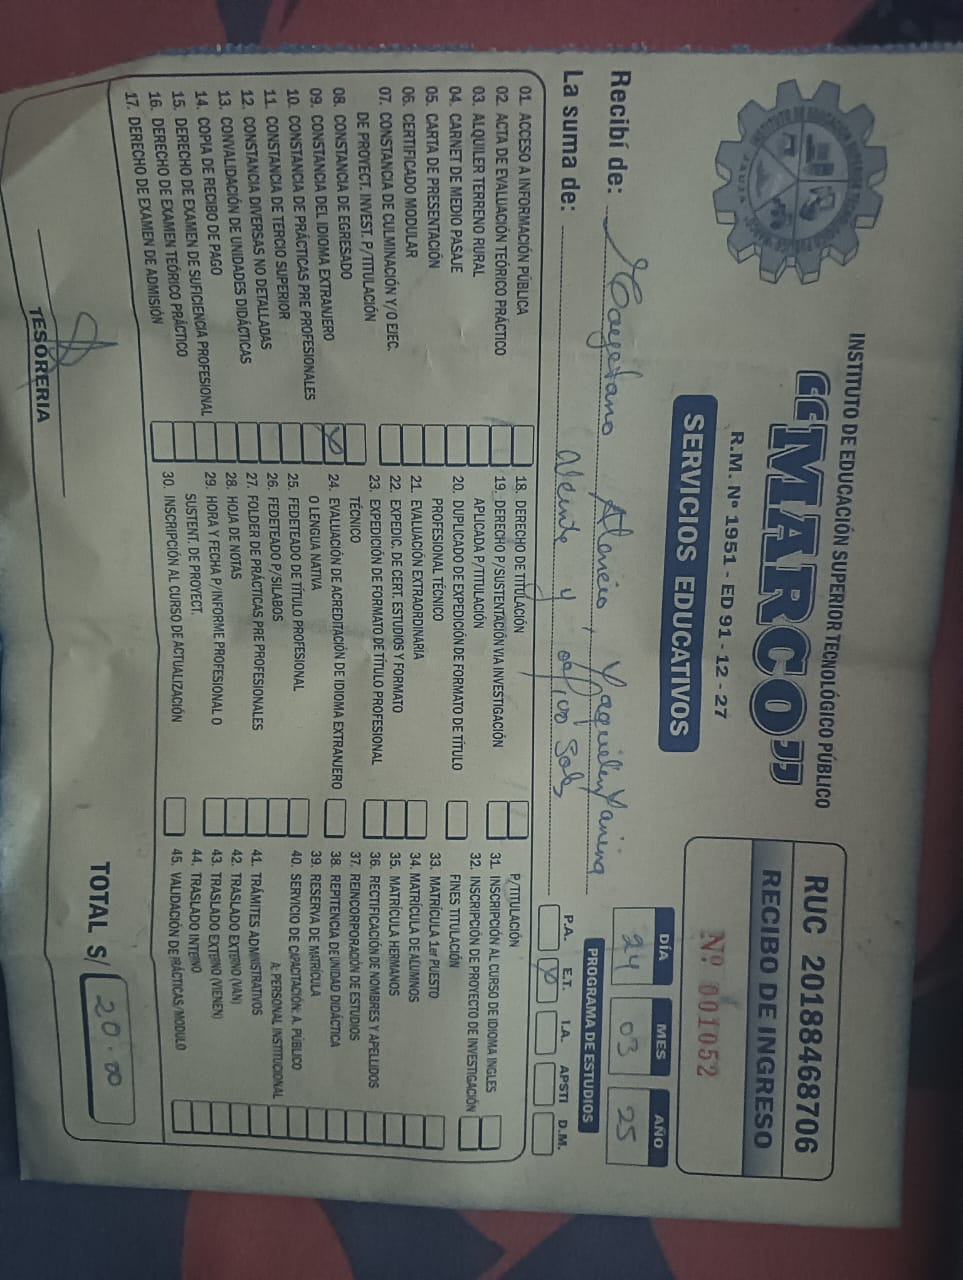 INSTITUTO DE EDUCACIÓN SUPERIOR TECNOLÓGICO PÚBLICO
"MARCO"
R.M. Nº 1951 - ED 91 - 12 - 27
SERVICIOS EDUCATIVOS
RUC 20188468706
RECIBO DE INGRESO
Nº 001052
DÍA MES AÑO
24 03 25
Recibí de: Cayetano Atencio, Yaquelin Yanina
La suma de: Soles
PROGRAMA DE ESTUDIOS
P.A. E.T. I.A. APSTI D.M.
X
01. ACCESO A INFORMACIÓN PÚBLICA
02. ACTA DE EVALUACIÓN TEÓRICO PRÁCTICO
03. ALQUILER TERRENO RURAL
04. CARNET DE MEDIO PASAJE
05. CARTA DE PRESENTACIÓN
06. CERTIFICADO MODULAR
07. CONSTANCIA DE CULMINACIÓN Y/O EJEC.
DE PROYECT. INVEST. P/TITULACIÓN
08. CONSTANCIA DE EGRESADO
09. CONSTANCIA DEL IDIOMA EXTRANJERO X
10. CONSTANCIA DE PRÁCTICAS PRE PROFESIONALES
11. CONSTANCIA DE TERCIO SUPERIOR
12. CONSTANCIA DIVERSAS NO DETALLADAS
13. CONVALIDACIÓN DE UNIDADES DIDÁCTICAS
14. COPIA DE RECIBO DE PAGO
15. DERECHO DE EXAMEN DE SUFICIENCIA PROFESIONAL
16. DERECHO DE EXAMEN TEÓRICO PRÁCTICO
17. DERECHO DE EXAMEN DE ADMISIÓN
18. DERECHO DE TITULACIÓN
19. DERECHO P/SUSTENTACIÓN VIA INVESTIGACIÓN
APLICADA P/TITULACIÓN
20. DUPLICADO DE EXPEDICIÓN DE FORMATO DE TÍTULO
PROFESIONAL TÉCNICO
21. EVALUACIÓN EXTRAORDINARIA
22. EXPEDIC. DE CERT. ESTUDIOS Y FORMATO
23. EXPEDICIÓN DE FORMATO DE TÍTULO PROFESIONAL
TÉCNICO
24. EVALUACIÓN DE ACREDITACIÓN DE IDIOMA EXTRANJERO
O LENGUA NATIVA
25. FEDETEADO DE TÍTULO PROFESIONAL
26. FEDETEADO P/SILABOS
27. FOLDER DE PRÁCTICAS PRE PROFESIONALES
28. HOJA DE NOTAS
29. HORA Y FECHA P/INFORME PROFESIONAL O
SUSTENT. DE PROYECT.
30. INSCRIPCIÓN AL CURSO DE ACTUALIZACIÓN
P/TITULACIÓN
31. INSCRIPCIÓN AL CURSO DE IDIOMA INGLES
32. INSCRIPCIÓN DE PROYECTO DE INVESTIGACIÓN
FINES TITULACIÓN
33. MATRÍCULA 1er PUESTO
34. MATRÍCULA DE ALUMNOS
35. MATRÍCULA HERMANOS
36. RECTIFICACIÓN DE NOMBRES Y APELLIDOS
37. REINCORPORACIÓN DE ESTUDIOS
38. REPITENCIA DE UNIDAD DIDÁCTICA
39. RESERVA DE MATRÍCULA
40. SERVICIO DE CAPACITACIÓN: A. PÚBLICO
A: PERSONAL INSTITUCIONAL
41. TRÁMITES ADMINISTRATIVOS
42. TRASLADO EXTERNO (VAN)
43. TRASLADO EXTERNO (VIENEN)
44. TRASLADO INTERNO
45. VALIDACIÓN DE PRÁCTICAS/MODULO
TESORERIA
TOTAL S/ 20.00